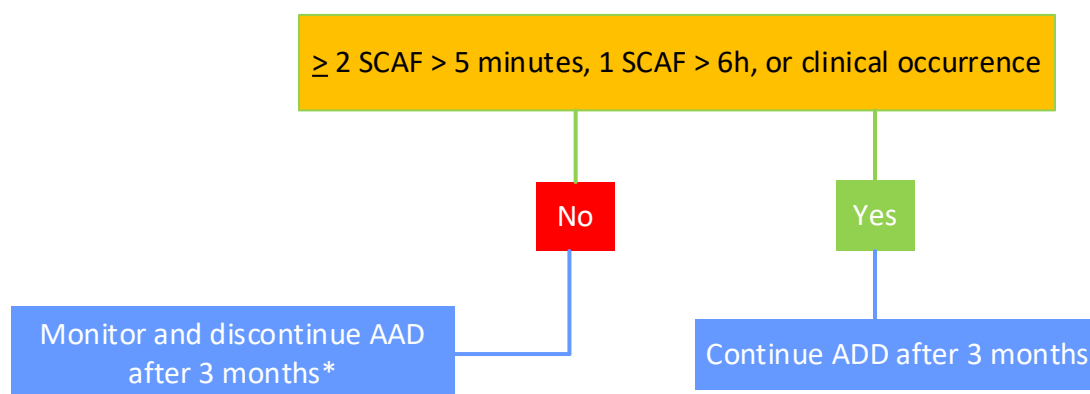 ≥ 2 SCAF > 5 minutes, 1 SCAF > 6h, or clinical occurrence
No
Yes
Monitor and discontinue AAD
after 3 months*
Continue ADD after 3 months